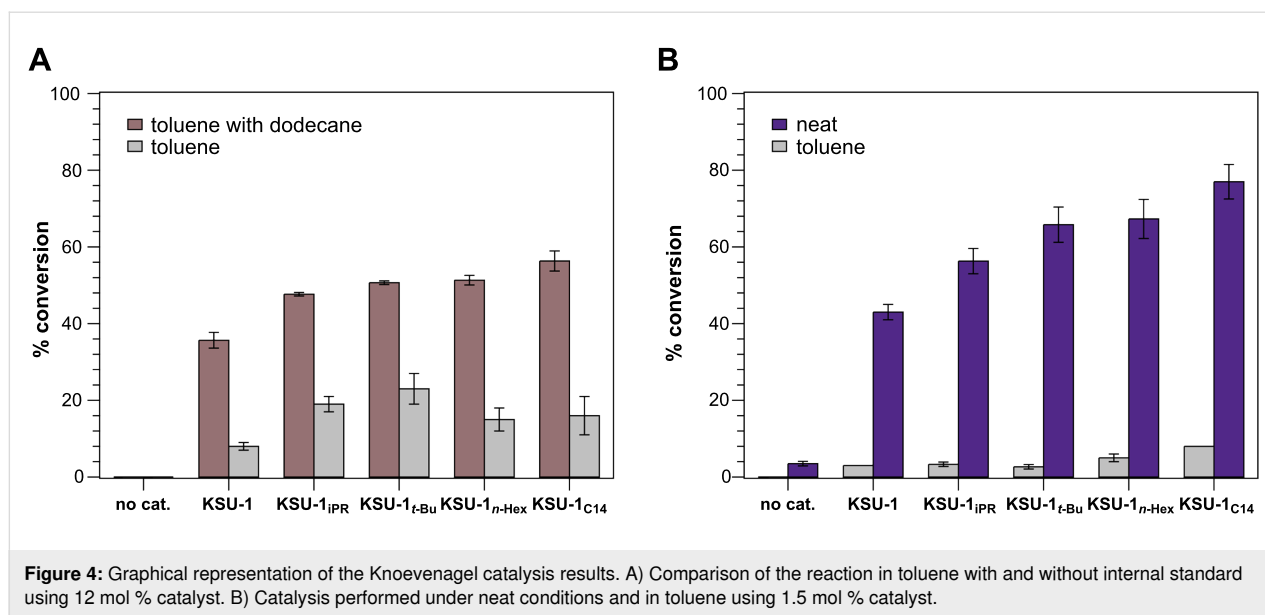 A
100
80
60
40
20
0
% conversion
toluene with dodecane
toluene
no cat. KSU-1 KSU-1iPR KSU-1t-Bu KSU-1n-Hex KSU-1C14
B
100
80
60
40
20
0
% conversion
neat
toluene
no cat. KSU-1 KSU-1iPR KSU-1t-Bu KSU-1n-Hex KSU-1C14
Figure 4: Graphical representation of the Knoevenagel catalysis results. A) Comparison of the reaction in toluene with and without internal standard
using 12 mol % catalyst. B) Catalysis performed under neat conditions and in toluene using 1.5 mol % catalyst.